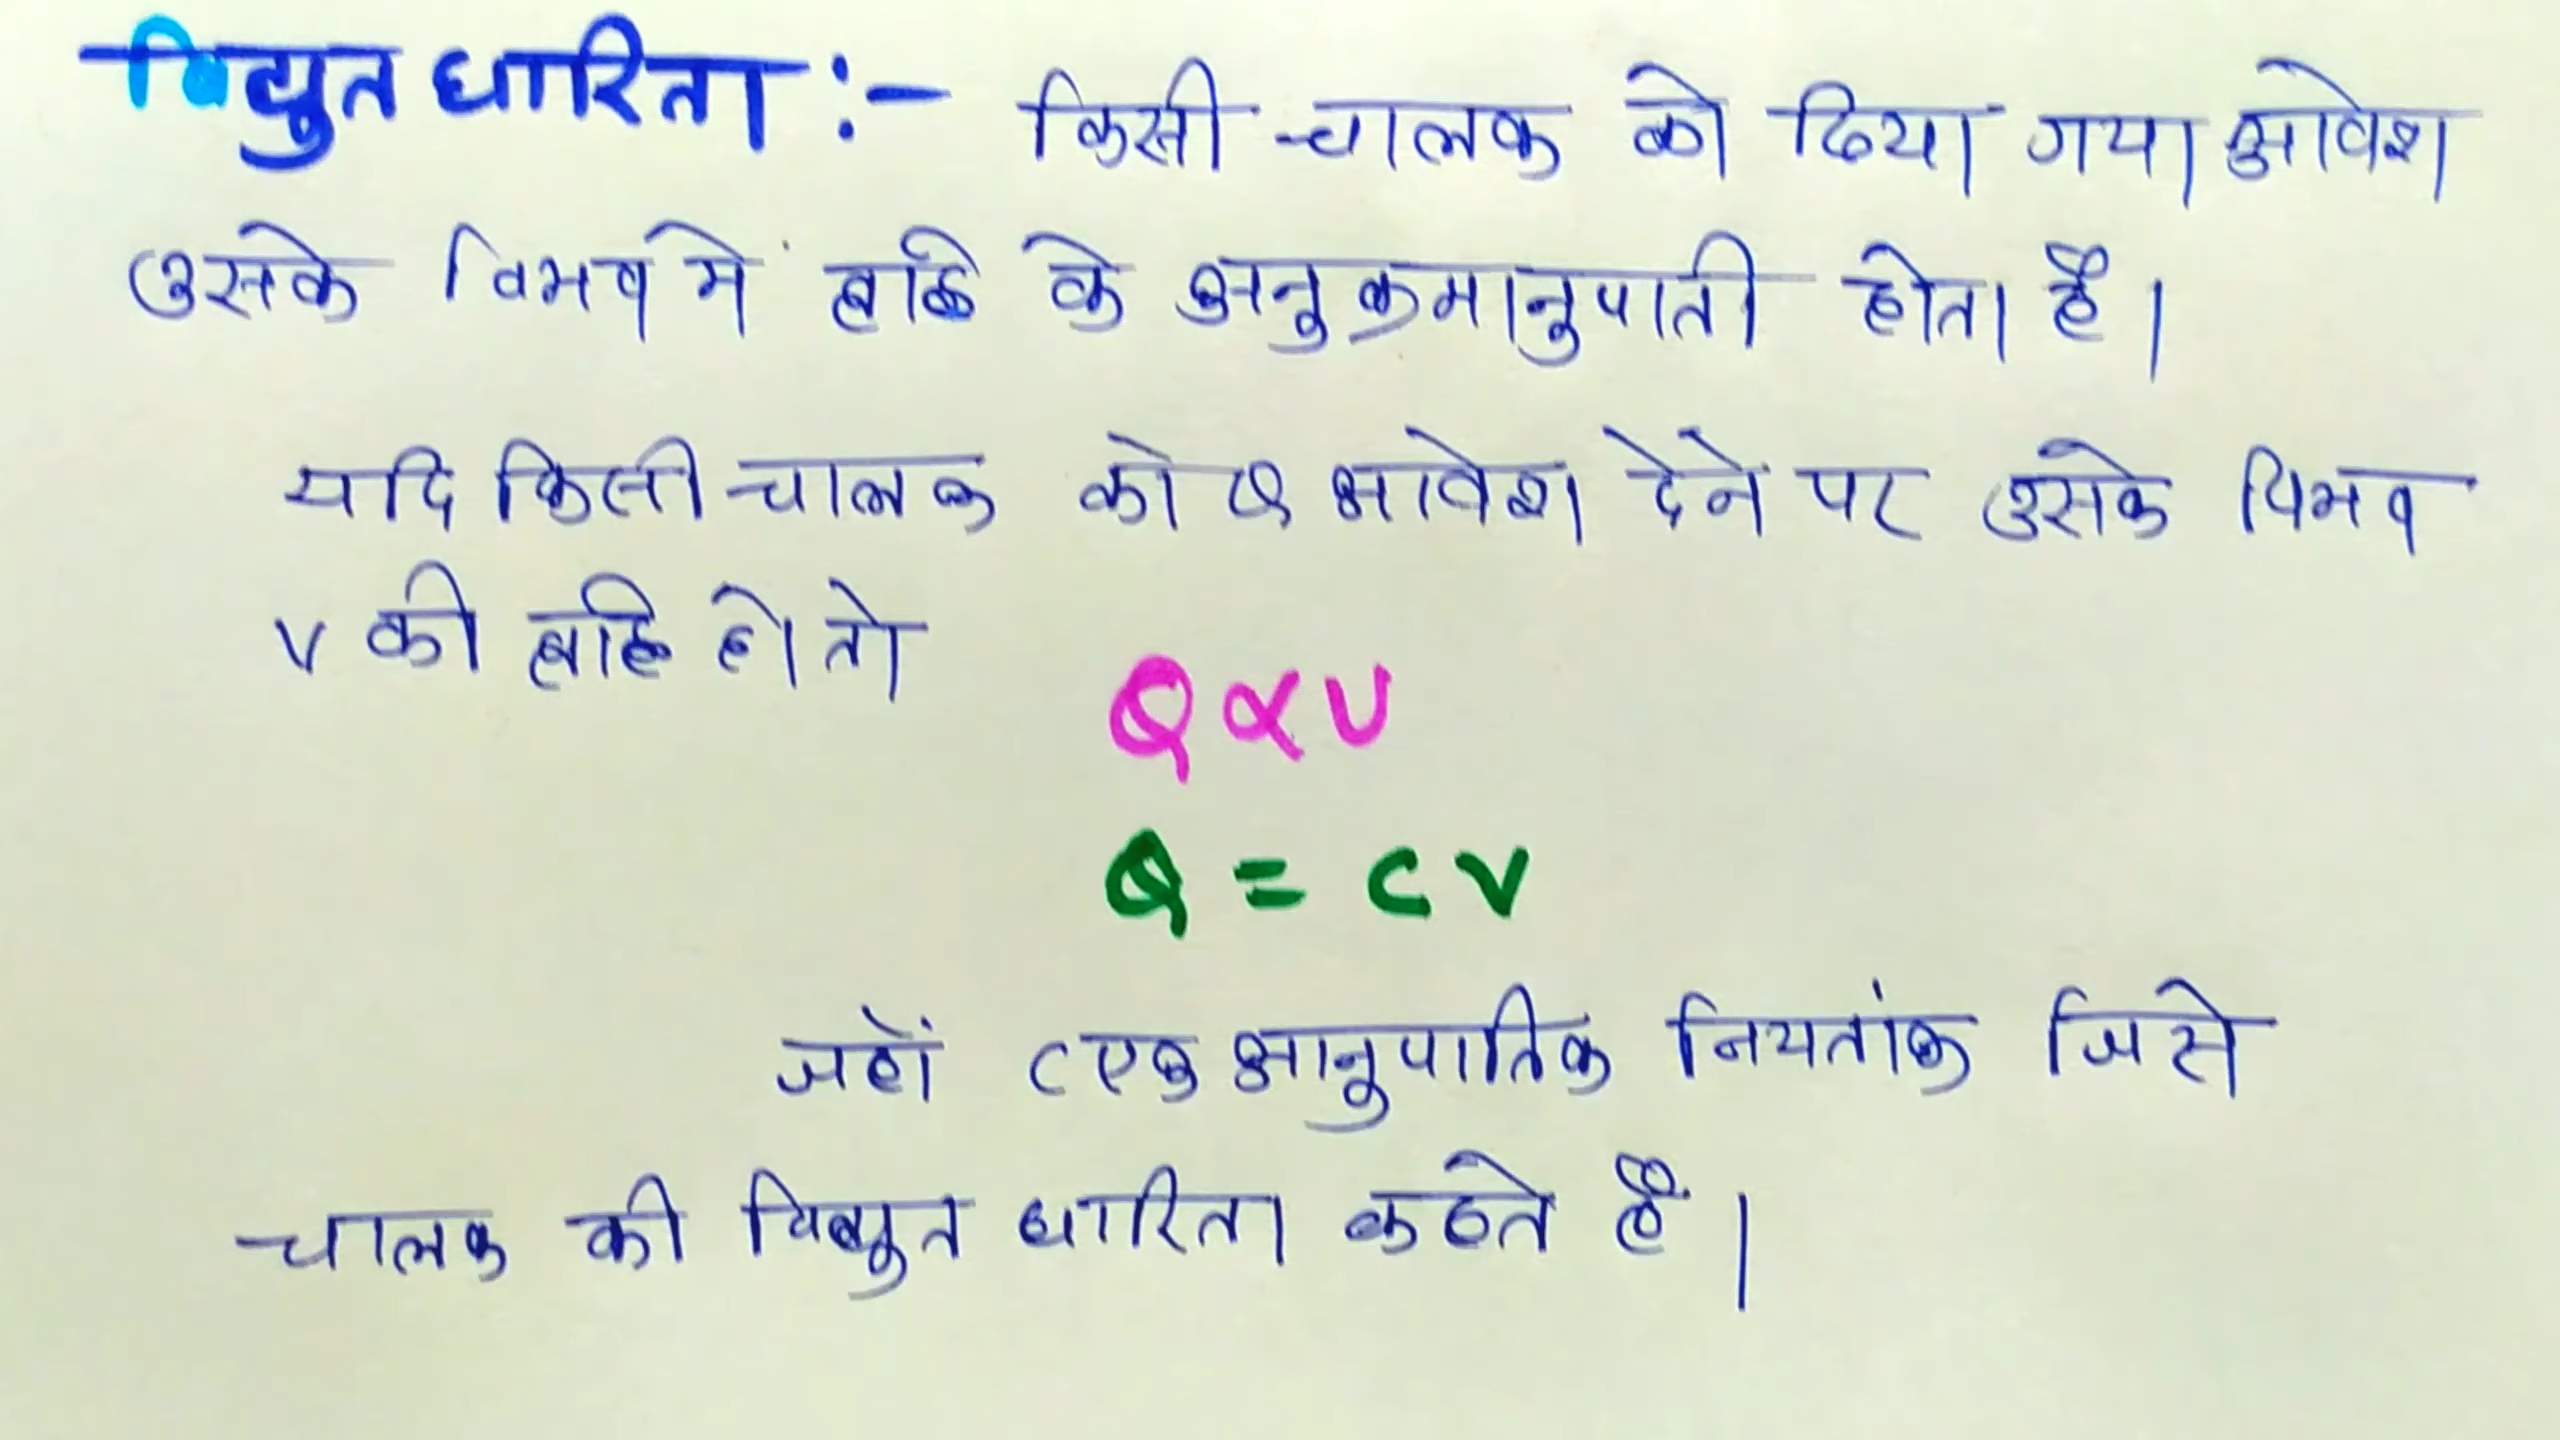 विद्युत धारिता :- किसी चालक को दिया गया आवेश
उसके विभव में वृद्धि के अनुक्रमानुपाती होता है।
यदि किसी चालक को Q आवेश देने पर उसके विभव
V की वृद्धि हो तो
Q ∝ V
Q = CV
जहाँ C एक आनुपातिक नियतांक जिसे
चालक की विद्युत धारिता कहते है।